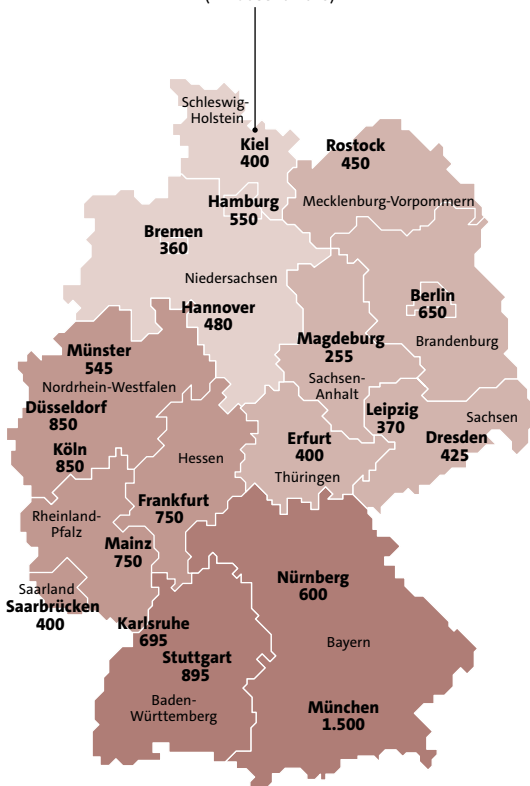 Schleswig-
Holstein
Kiel
400
Rostock
450
Mecklenburg-Vorpommern
Hamburg
550
Bremen
360
Niedersachsen
Hannover
480
Berlin
650
Brandenburg
Magdeburg
255
Sachsen-
Anhalt
Münster
545
Nordrhein-Westfalen
Düsseldorf
850
Köln
850
Leipzig
370
Sachsen
Dresden
425
Erfurt
400
Thüringen
Hessen
Frankfurt
750
Rheinland-
Pfalz
Mainz
750
Saarland
Saarbrücken
400
Nürnberg
600
Karlsruhe
695
Stuttgart
895
Bayern
Baden-
Württemberg
München
1.500